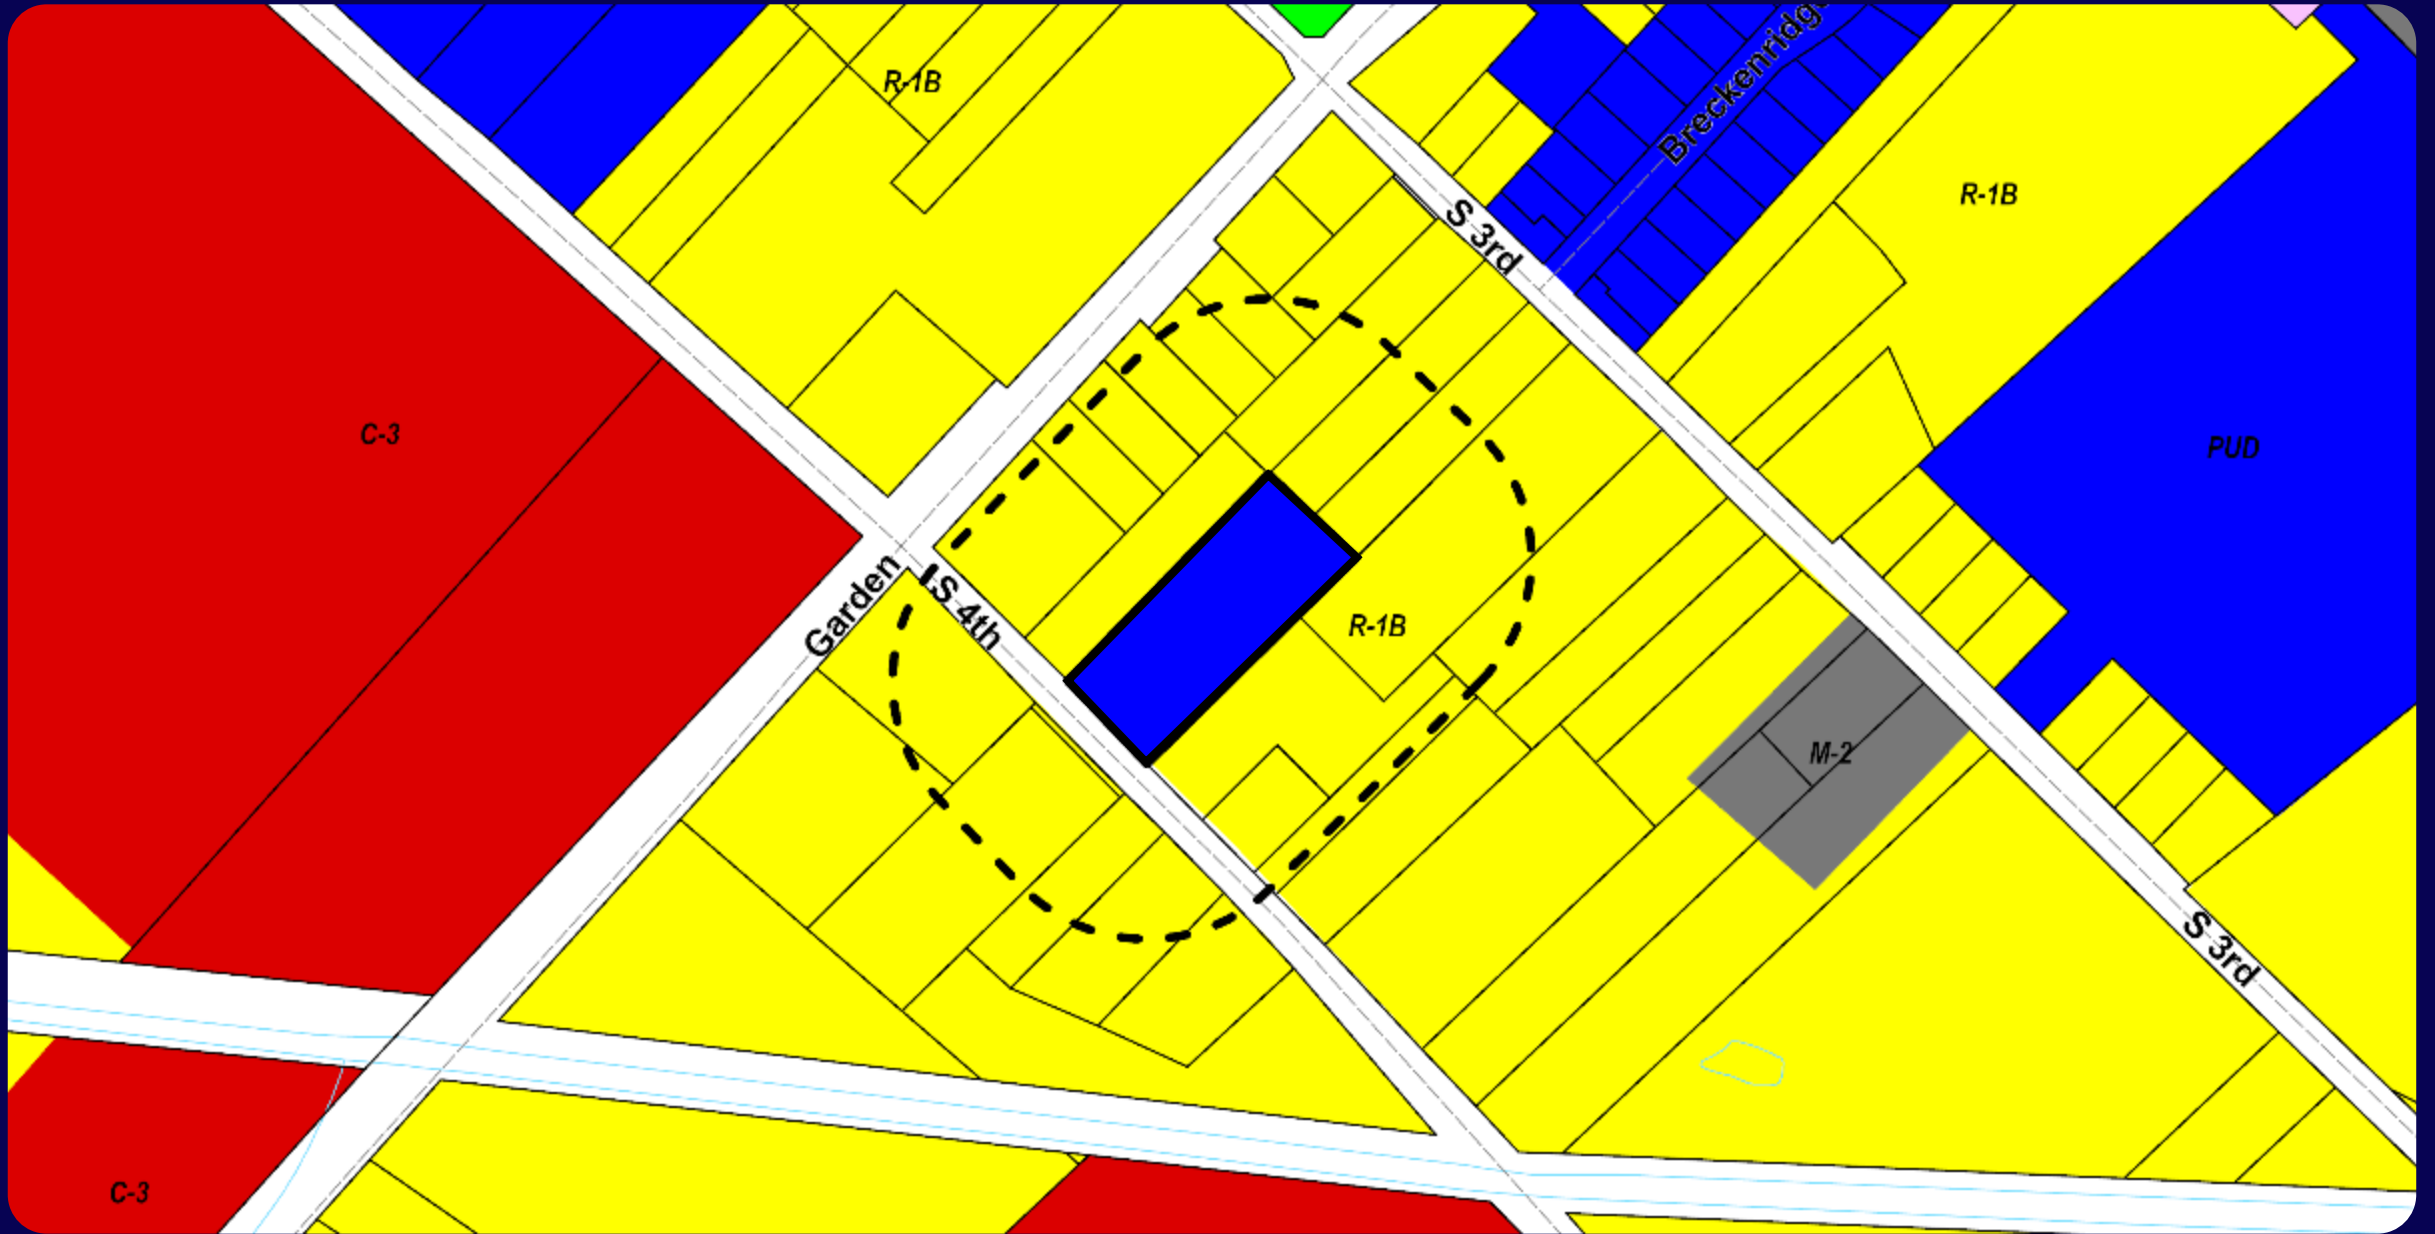 R-1B
Breckenridge
R-1B
S 3rd
C-3
PUD
Garden
S 4th
R-1B
M-2
S 3rd
C-3